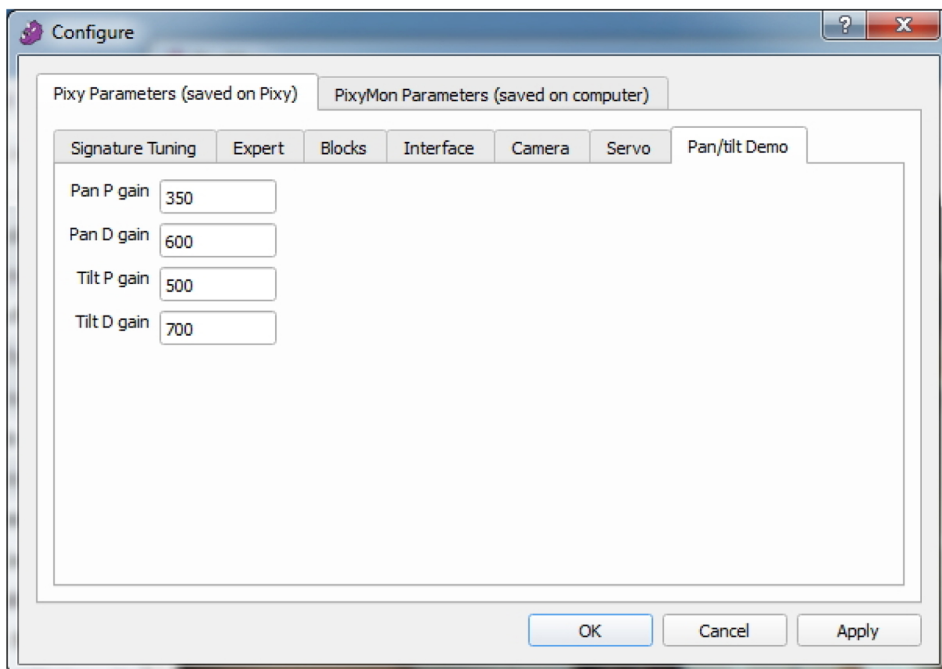 Configure
?
X
Pixy Parameters (saved on Pixy)
PixyMon Parameters (saved on computer)
Signature Tuning
Expert
Blocks
Interface
Camera
Servo
Pan/tilt Demo
Pan P gain 350
Pan D gain 600
Tilt P gain 500
Tilt D gain 700
OK
Cancel
Apply